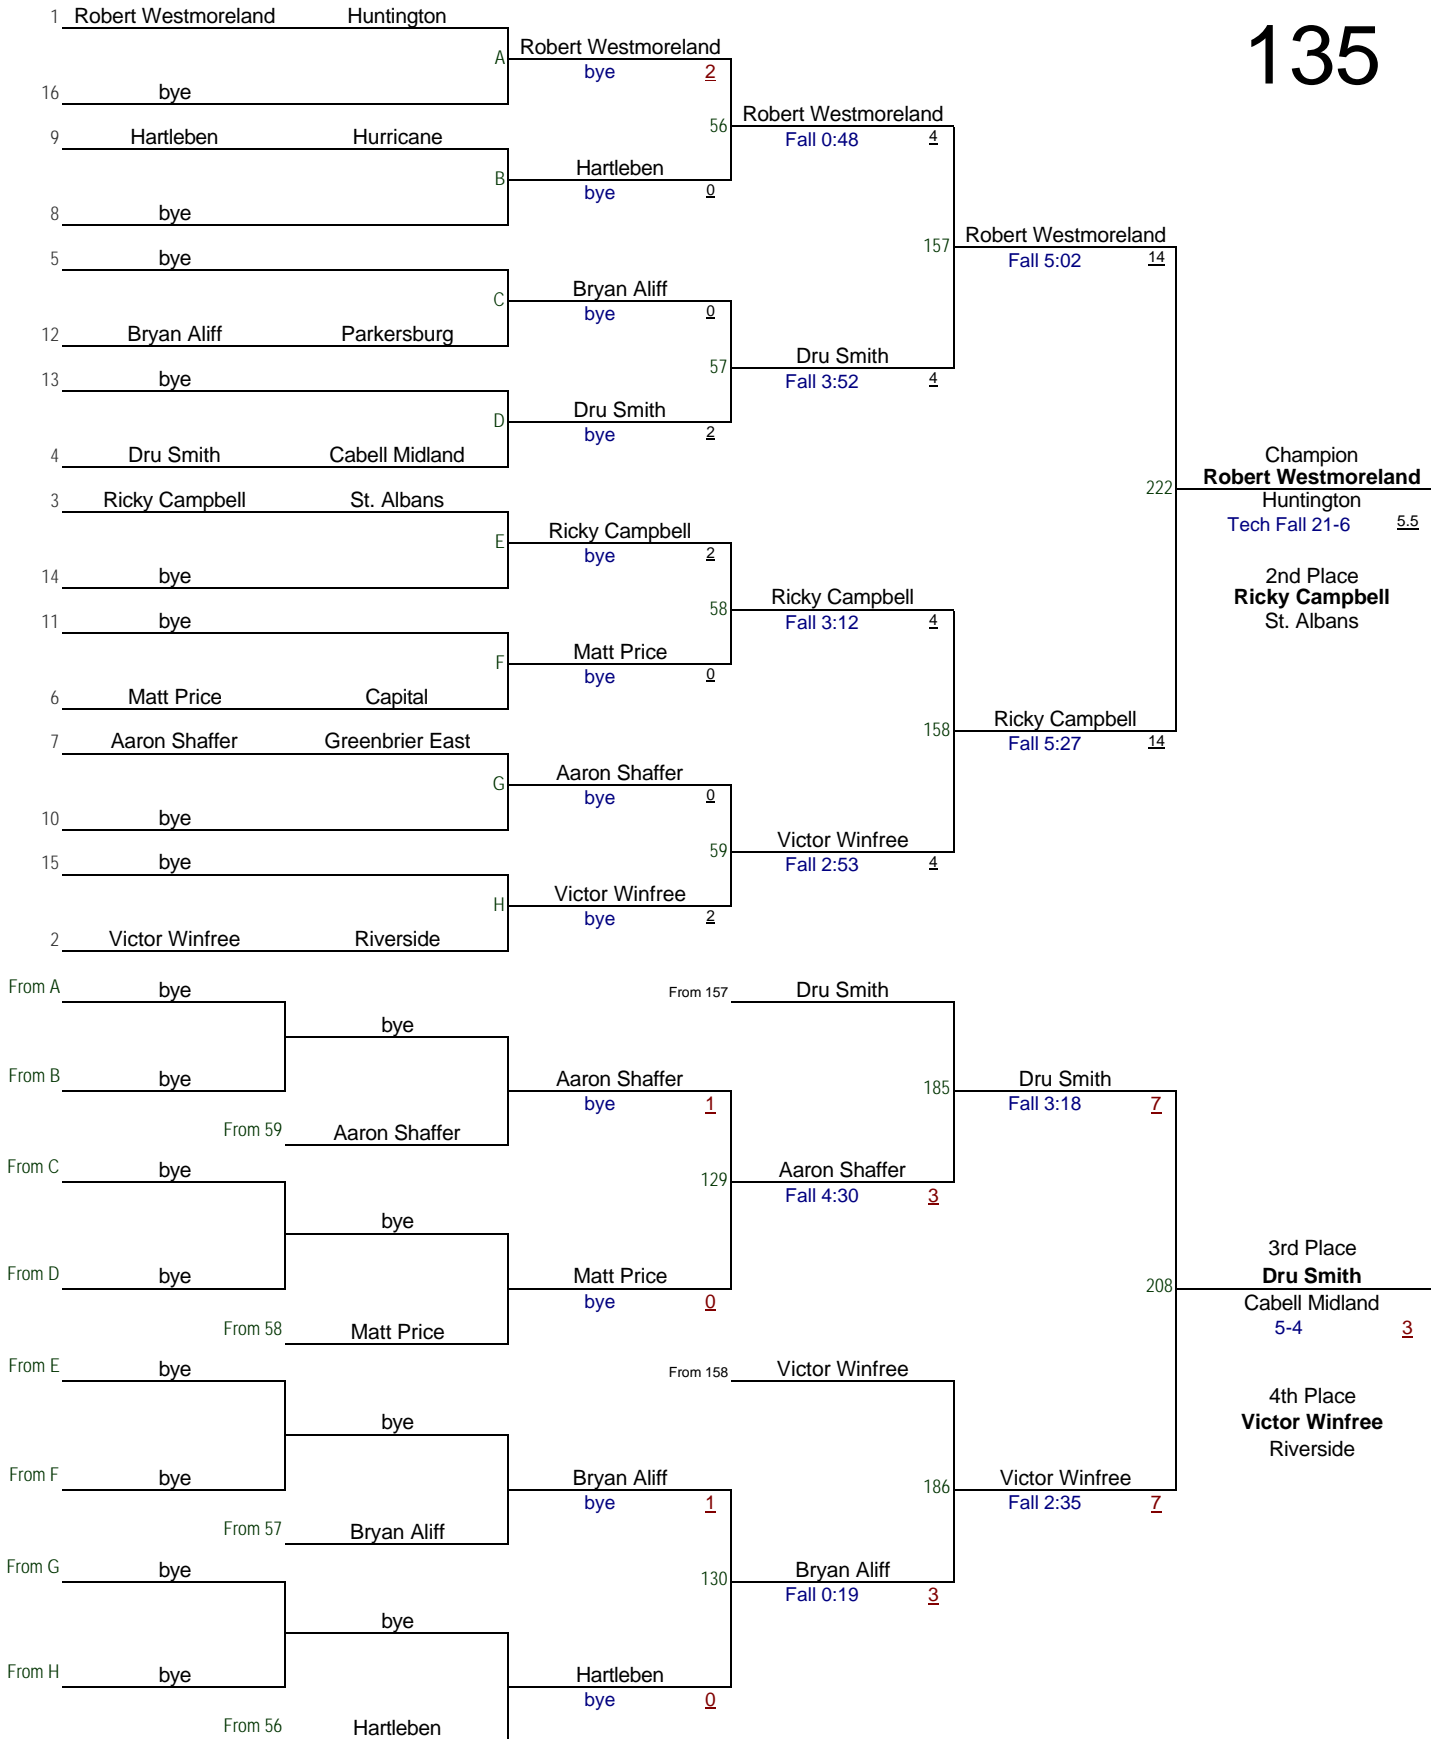 135
1 Robert Westmoreland Huntington
A
Robert Westmoreland
bye 2
16 bye
56
Robert Westmoreland
Fall 0:48 4
9 Hartleben Hurricane
B
Hartleben
bye 0
8 bye
157
Robert Westmoreland
Fall 5:02 14
5 bye
C
Bryan Aliff
bye 0
12 Bryan Aliff Parkersburg
57
Dru Smith
Fall 3:52 4
13 bye
D
Dru Smith
bye 2
4 Dru Smith Cabell Midland
222
Champion
Robert Westmoreland
Huntington
Tech Fall 21-6 5.5
2nd Place
Ricky Campbell
St. Albans
3 Ricky Campbell St. Albans
E
Ricky Campbell
bye 2
14 bye
58
Ricky Campbell
Fall 3:12 4
11 bye
F
Matt Price
bye 0
6 Matt Price Capital
158
Ricky Campbell
Fall 5:27 14
7 Aaron Shaffer Greenbrier East
G
Aaron Shaffer
bye 0
10 bye
59
Victor Winfree
Fall 2:53 4
15 bye
H
Victor Winfree
bye 2
2 Victor Winfree Riverside
From A bye
bye
From B bye
Aaron Shaffer
bye 1
From 59 Aaron Shaffer
From 157 Dru Smith
185
Dru Smith
Fall 3:18 7
From C bye
129
Aaron Shaffer
Fall 4:30 3
bye
From D bye
Matt Price
bye 0
From 58 Matt Price
208
3rd Place
Dru Smith
Cabell Midland
5-4 3
4th Place
Victor Winfree
Riverside
From E bye
From 158 Victor Winfree
bye
From F bye
Bryan Aliff
bye 1
From 57 Bryan Aliff
186
Victor Winfree
Fall 2:35 7
From G bye
130
Bryan Aliff
Fall 0:19 3
bye
From H bye
Hartleben
bye 0
From 56 Hartleben